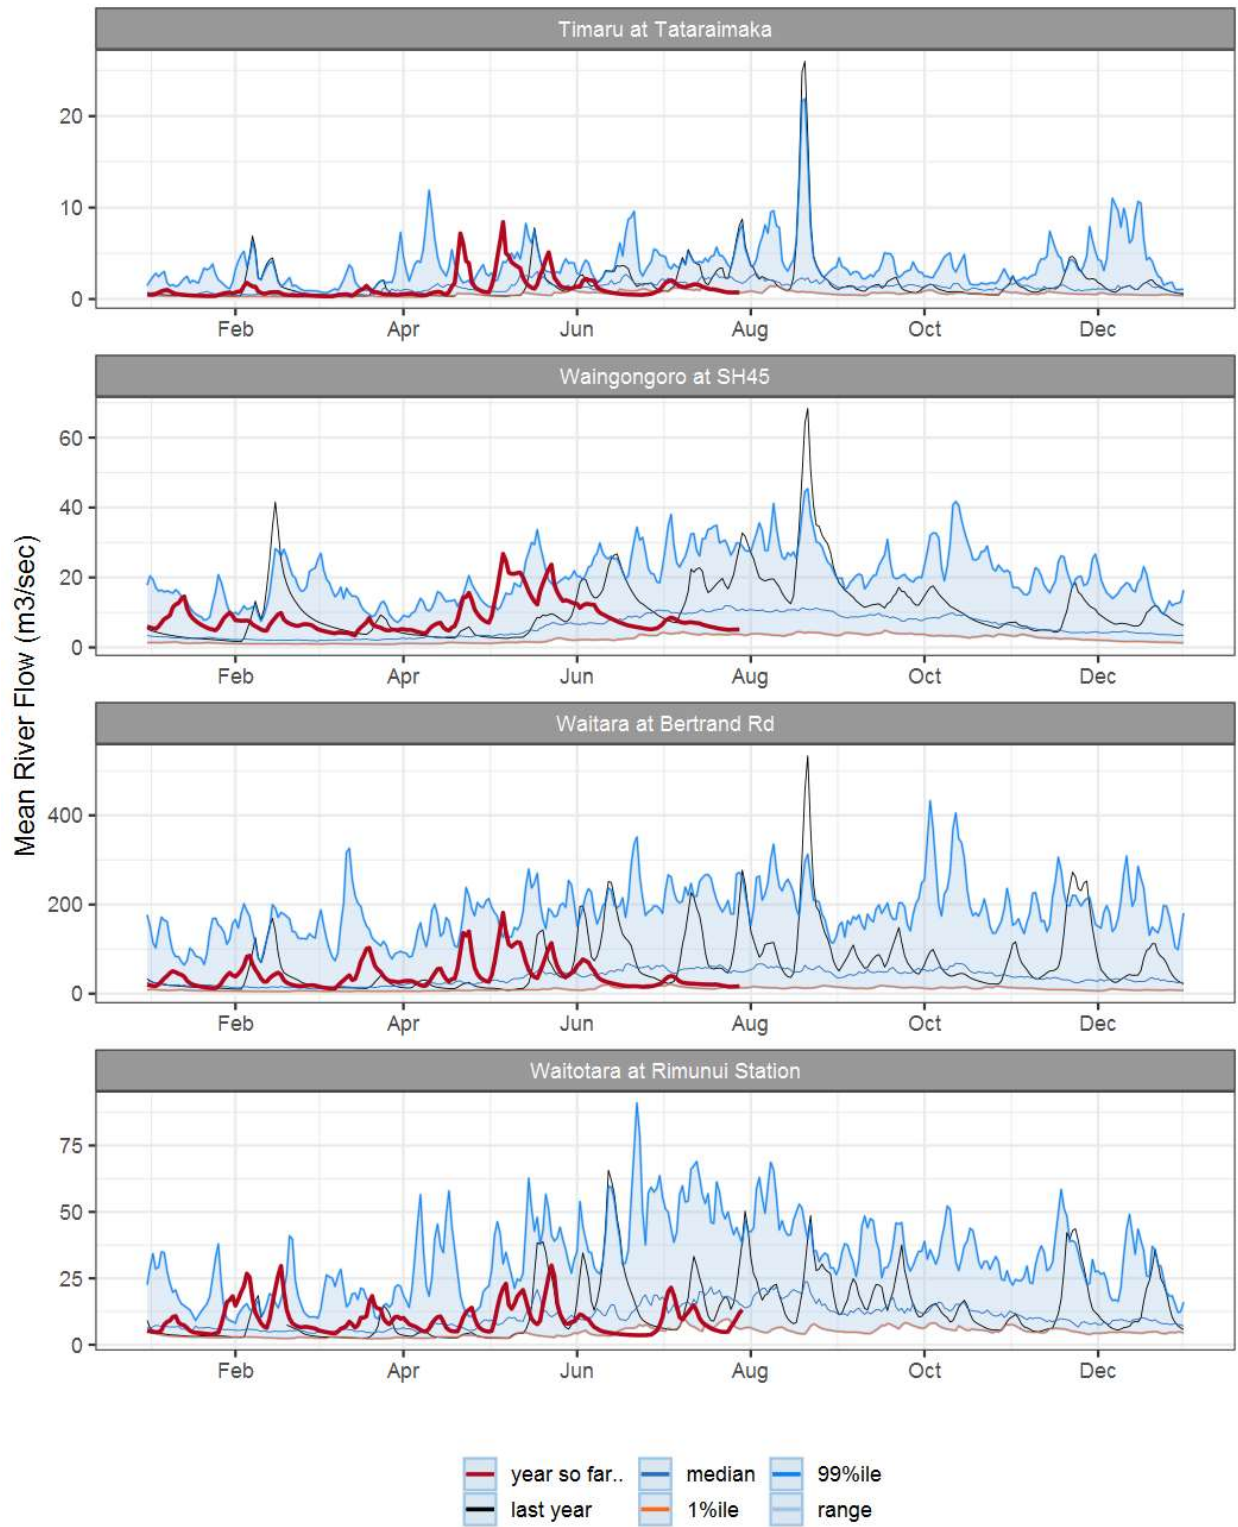 Timaru at Tataraimaka
20
10
0
Feb Apr Jun Aug Oct Dec
Waingongoro at SH45
60
40
20
0
Feb Apr Jun Aug Oct Dec
Mean River Flow (m3/sec)
Waitara at Bertrand Rd
400
200
0
Feb Apr Jun Aug Oct Dec
Waitotara at Rimunui Station
75
50
25
0
Feb Apr Jun Aug Oct Dec
year so far.. median 99%ile
last year 1%ile range